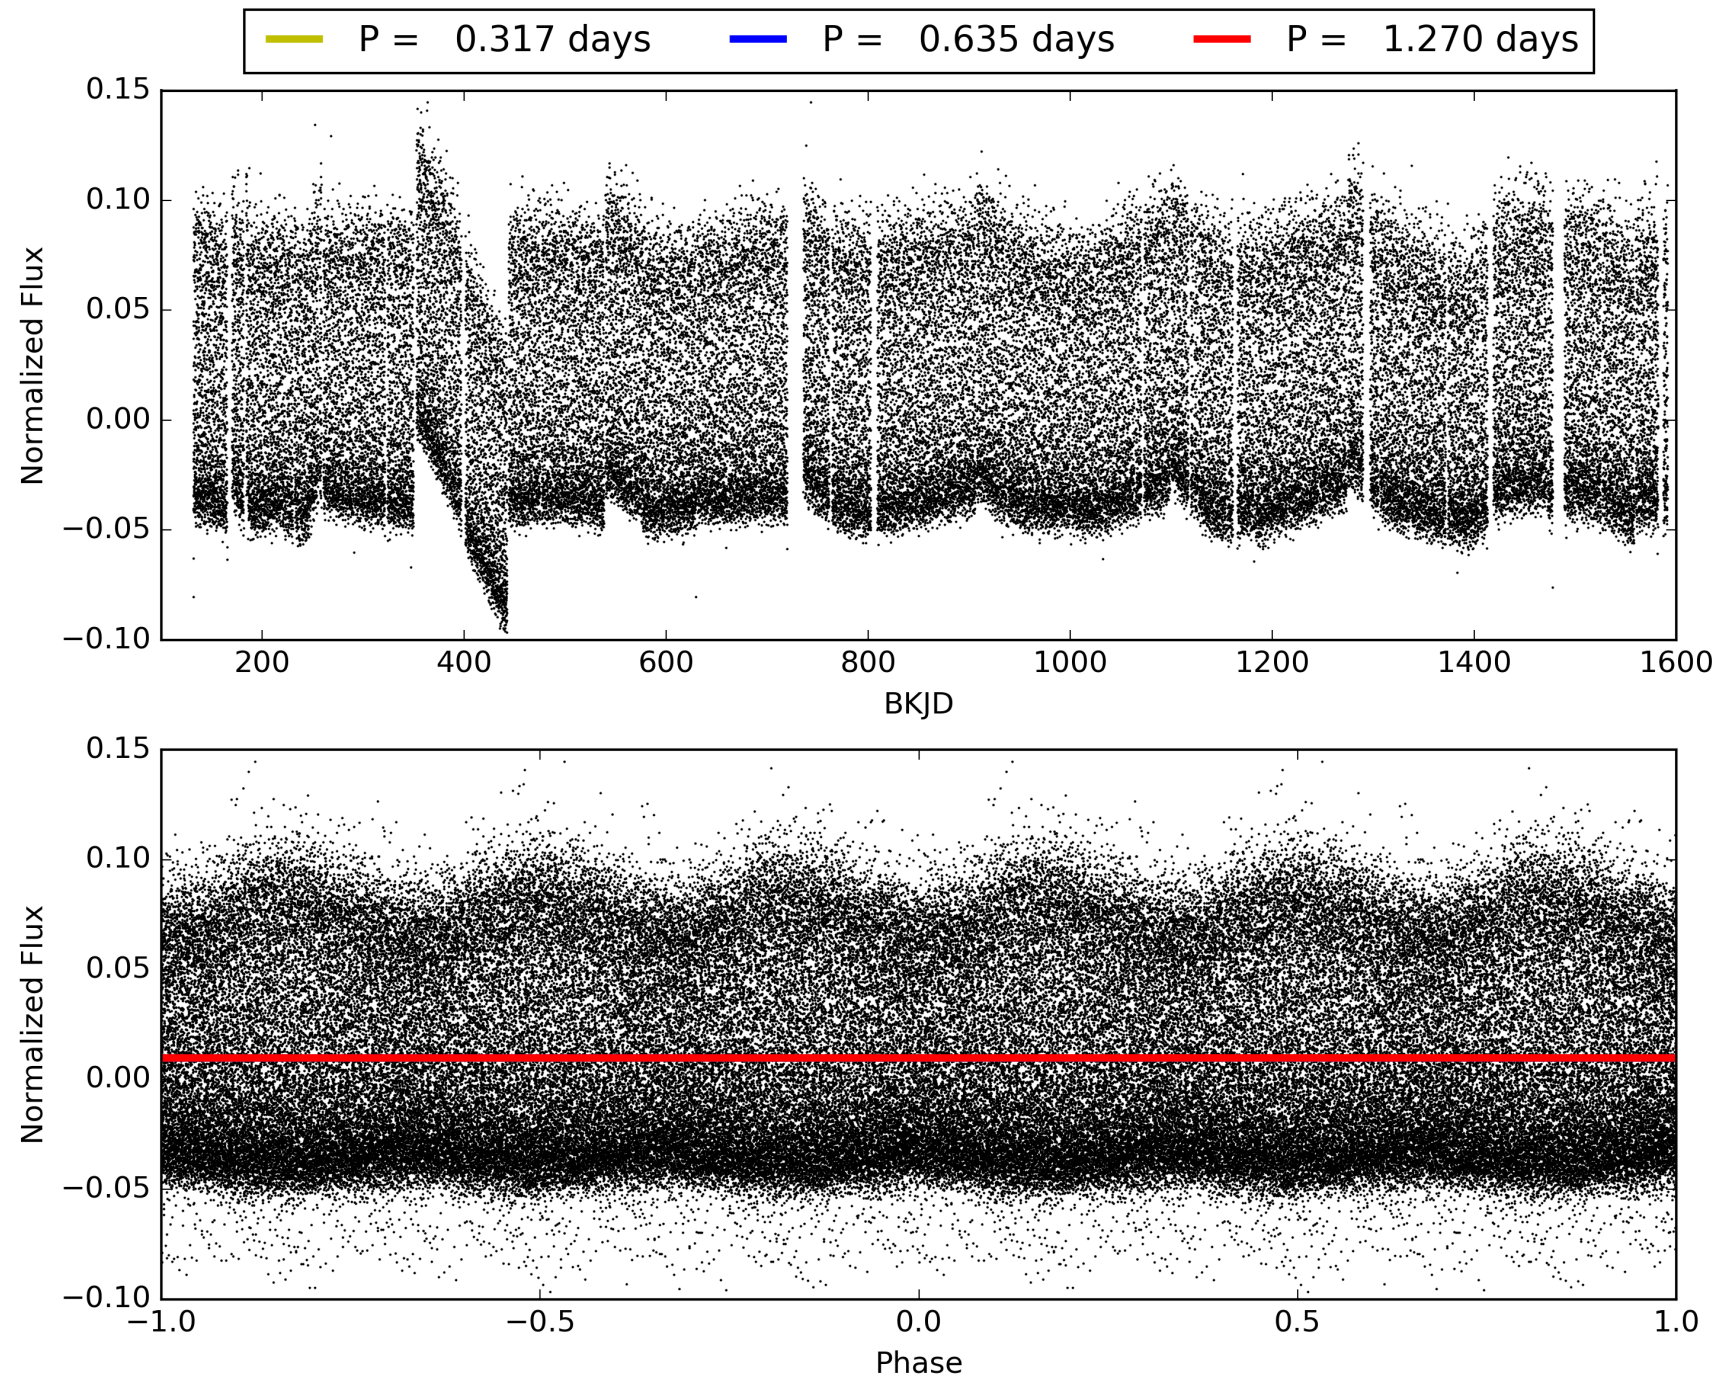 P = 0.317 days P = 0.635 days P = 1.270 days
0.15
0.10
0.05
0.00
−0.05
−0.10
Normalized Flux
200 400 600 800 1000 1200 1400 1600
BKJD
0.15
0.10
0.05
0.00
−0.05
−0.10
Normalized Flux
−1.0 −0.5 0.0 0.5 1.0
Phase